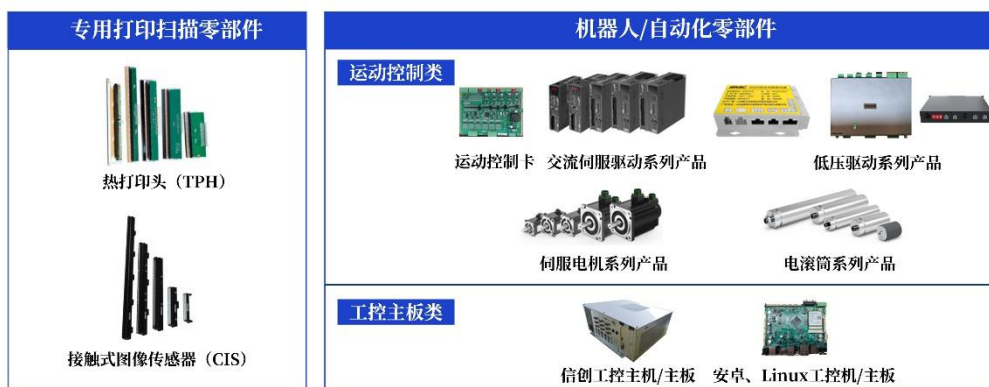 专用打印扫描零部件
热打印头（TPH）
接触式图像传感器（CIS）
机器人/自动化零部件
运动控制类
运动控制卡
交流伺服驱动系列产品
低压驱动系列产品
伺服电机系列产品
电滚筒系列产品
工控主板类
信创工控主机/主板
安卓、Linux工控机/主板